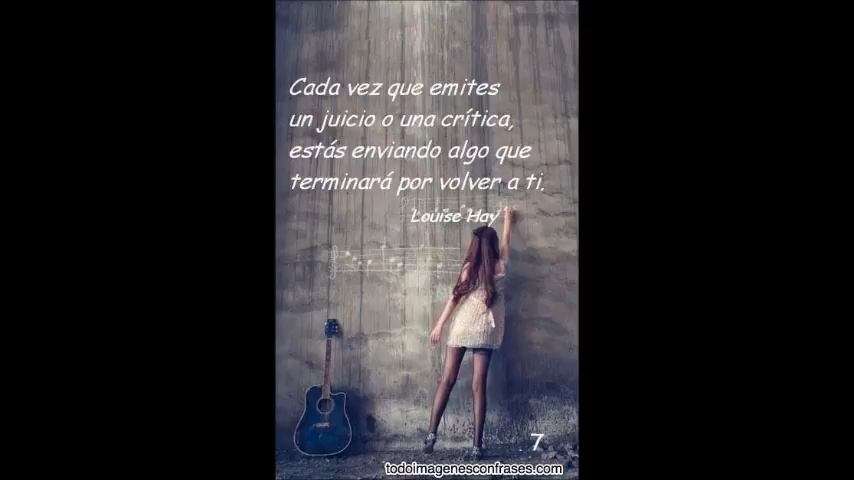 Cada vez que emites
un juicio o una crítica,
estás enviando algo que
terminará por volver a ti.
Louise Hay
7
todoimagenesconfrases.com